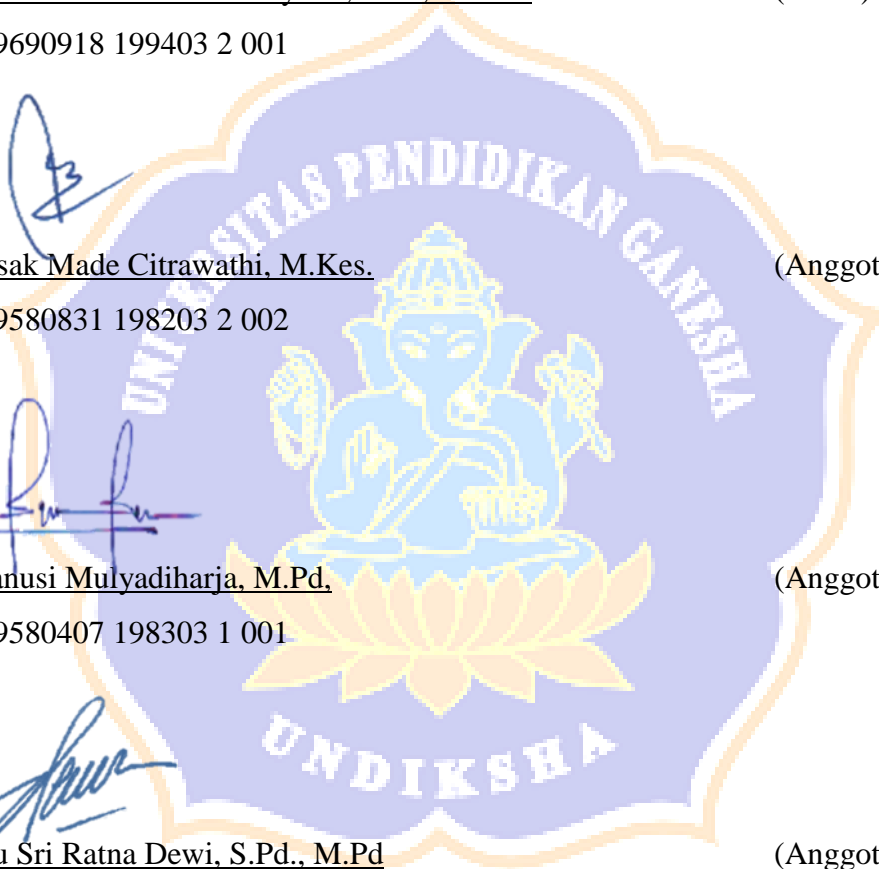 9690918 199403 2 001
UNIVERSITAS PENDIDIKAN GANESHA
sak Made Citrawathi, M.Kes. (Anggot
9580831 198203 2 002
anusi Mulyadiharja, M.Pd, (Anggot
9580407 198303 1 001
UNDIKSHA
u Sri Ratna Dewi, S.Pd., M.Pd (Anggot